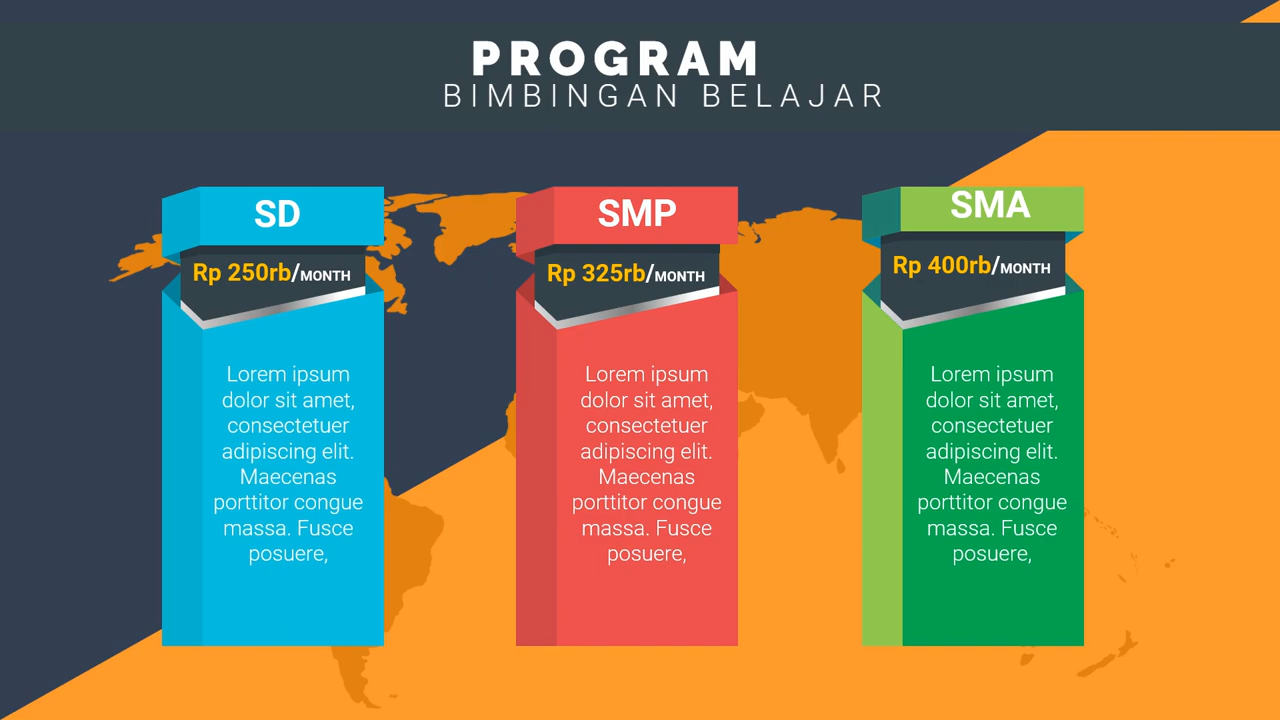 PROGRAM
BIMBINGAN BELAJAR
SD
Rp 250rb/MONTH
Lorem ipsum
dolor sit amet,
consectetuer
adipiscing elit.
Maecenas
porttitor congue
massa. Fusce
posuere,
SMP
Rp 325rb/MONTH
Lorem ipsum
dolor sit amet,
consectetuer
adipiscing elit.
Maecenas
porttitor congue
massa. Fusce
posuere,
SMA
Rp 400rb/MONTH
Lorem ipsum
dolor sit amet,
consectetuer
adipiscing elit.
Maecenas
porttitor congue
massa. Fusce
posuere,